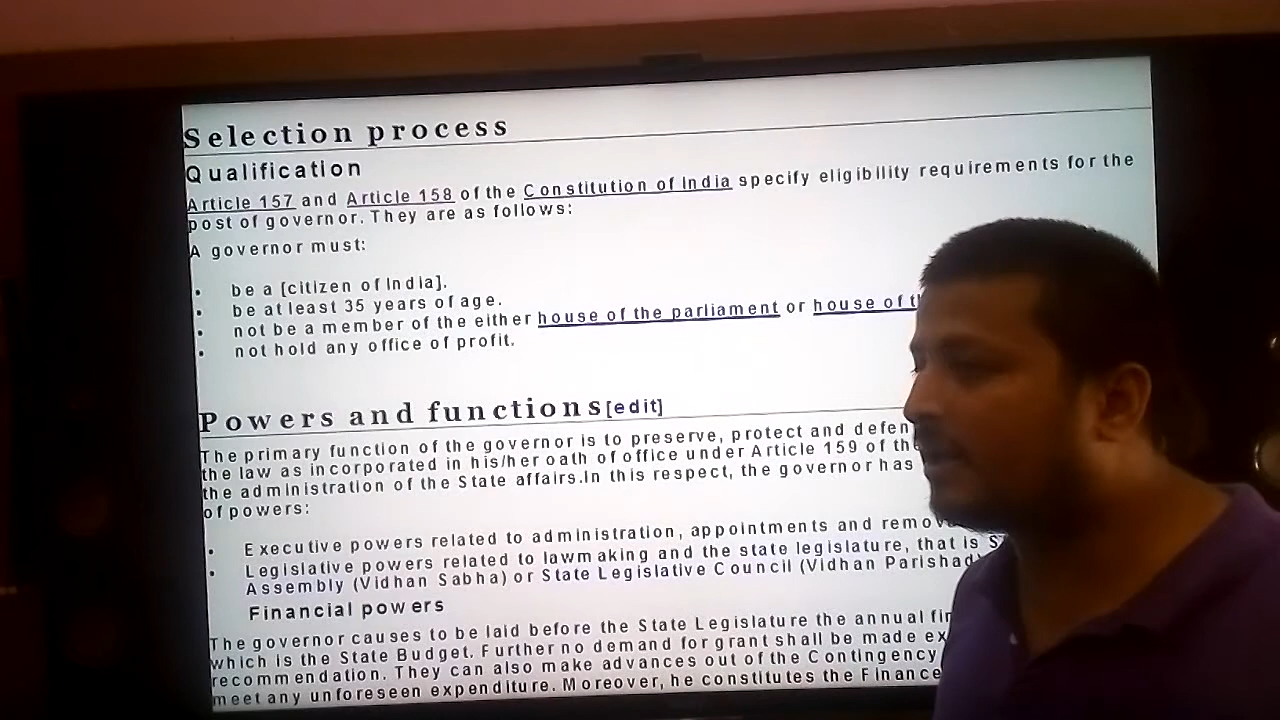 Selection process
Qualification
Article 157 and Article 158 of the Constitution of India specify eligibility requirements for the
post of governor. They are as follows:
A governor must:
• be a [citizen of India].
• be at least 35 years of age.
• not be a member of the either house of the parliament or house of
• not hold any office of profit.
Powers and functions[edit]
The primary function of the governor is to preserve, protect and
the law as incorporated in his/her oath of office under Article 159 of the
the administration of the State affairs.In this respect, the governor has
of powers:
• Executive powers related to administration, appointments and
• Legislative powers related to lawmaking and the state legislature, that is
Assembly (Vidhan Sabha) or State Legislative Council (Vidhan Parishad
Financial powers
The governor causes to be laid before the State Legislature the annual
which is the State Budget. Further no demand for grant shall be made
recommendation. They can also make advances out of the Contingency
meet any unforeseen expenditure. Moreover, he constitutes the Finance